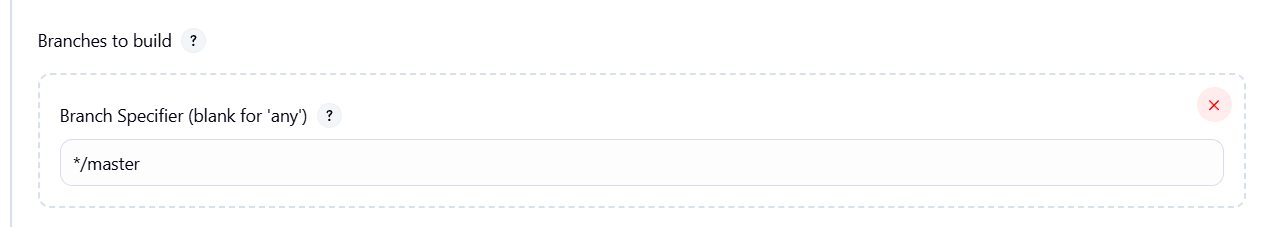 Branches to build ?
Branch Specifier (blank for 'any') ?
*/master